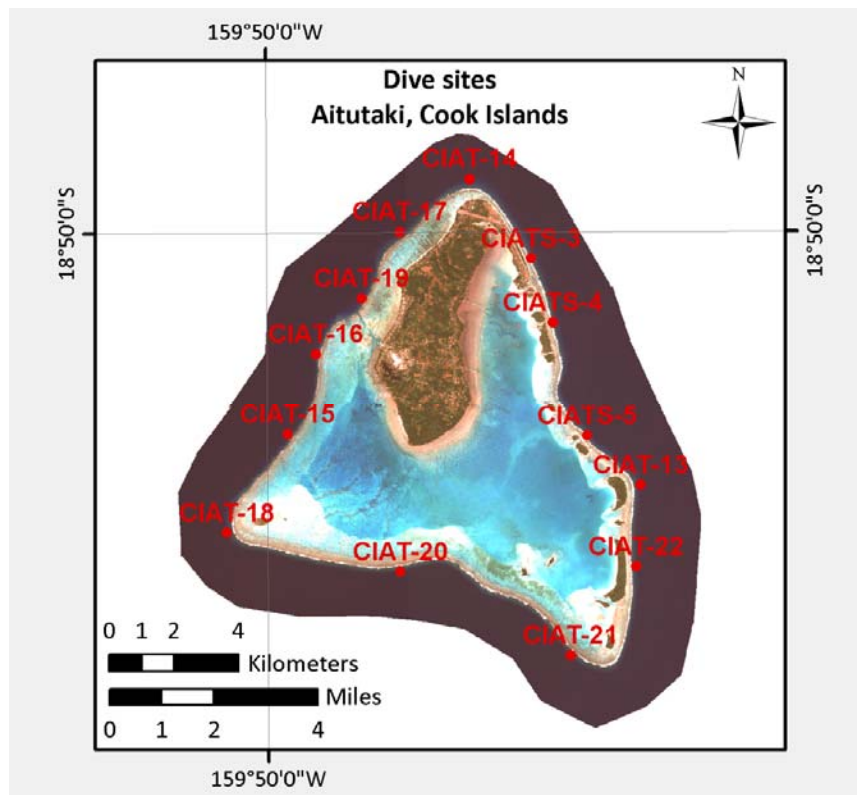 159°50'0"W
Dive sites
Aitutaki, Cook Islands
N
CIAT-14
CIAT-17
18°50'0"S
18°50'0"S
CIATS-3
CIAT-19
CIATS-4
CIAT-16
CIAT-15
CIATS-5
CIAT-13
CIAT-18
CIAT-20
CIAT-22
CIAT-21
0 1 2 4
Kilometers
Miles
0 1 2 4
159°50'0"W